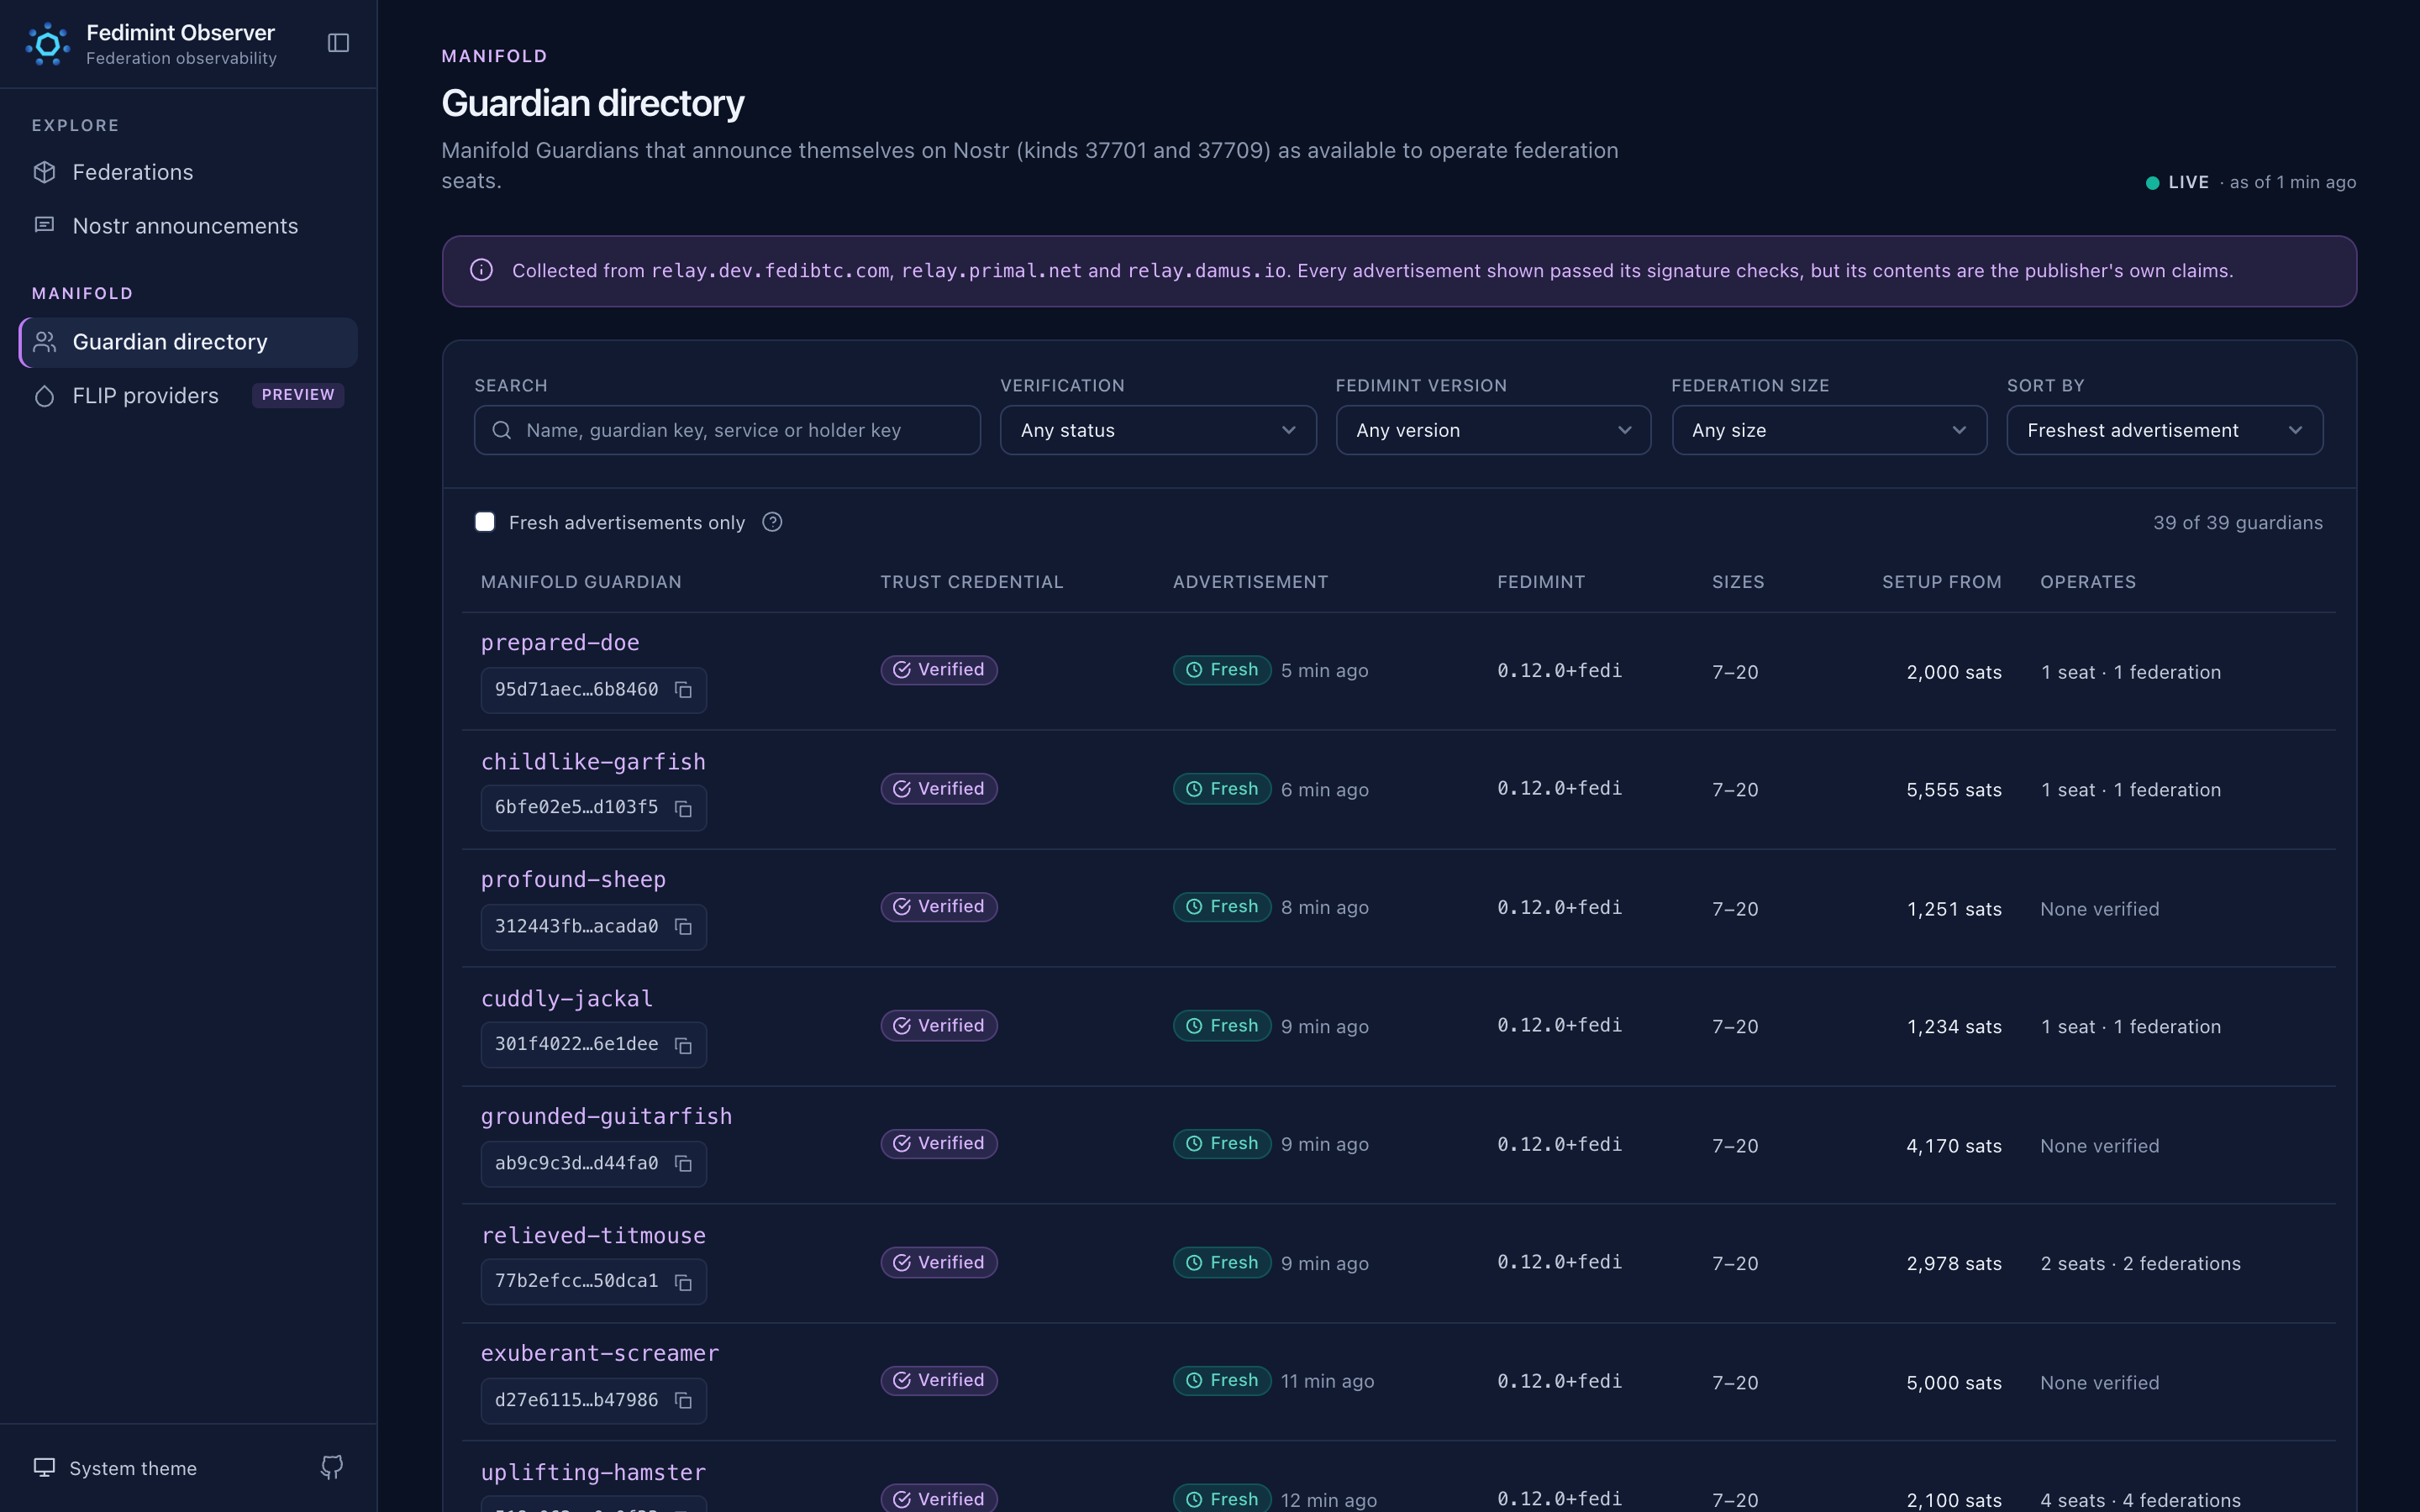 Fedimint Observer
Federation observability
EXPLORE
Federations
Nostr announcements
MANIFOLD
Guardian directory
FLIP providers PREVIEW
System theme
MANIFOLD
Guardian directory
Manifold Guardians that announce themselves on Nostr (kinds 37701 and 37709) as available to operate federation
seats.
LIVE · as of 1 min ago
Collected from relay.dev.fedibtc.com, relay.primal.net and relay.damus.io. Every advertisement shown passed its signature checks, but its contents are the publisher's own claims.
SEARCH VERIFICATION FEDIMINT VERSION FEDERATION SIZE SORT BY
Name, guardian key, service or holder key Any status Any version Any size Freshest advertisement
Fresh advertisements only 39 of 39 guardians
MANIFOLD GUARDIAN TRUST CREDENTIAL ADVERTISEMENT FEDIMINT SIZES SETUP FROM OPERATES
prepared-doe
95d71aec…6b8460 Verified Fresh 5 min ago 0.12.0+fedi 7–20 2,000 sats 1 seat · 1 federation
childlike-garfish
6bfe02e5…d103f5 Verified Fresh 6 min ago 0.12.0+fedi 7–20 5,555 sats 1 seat · 1 federation
profound-sheep
312443fb…acada0 Verified Fresh 8 min ago 0.12.0+fedi 7–20 1,251 sats None verified
cuddly-jackal
301f4022…6e1dee Verified Fresh 9 min ago 0.12.0+fedi 7–20 1,234 sats 1 seat · 1 federation
grounded-guitarfish
ab9c9c3d…d44fa0 Verified Fresh 9 min ago 0.12.0+fedi 7–20 4,170 sats None verified
relieved-titmouse
77b2efcc…50dca1 Verified Fresh 9 min ago 0.12.0+fedi 7–20 2,978 sats 2 seats · 2 federations
exuberant-screamer
d27e6115…b47986 Verified Fresh 11 min ago 0.12.0+fedi 7–20 5,000 sats None verified
uplifting-hamster
Verified Fresh 12 min ago 0.12.0+fedi 7–20 2,100 sats 4 seats · 4 federations